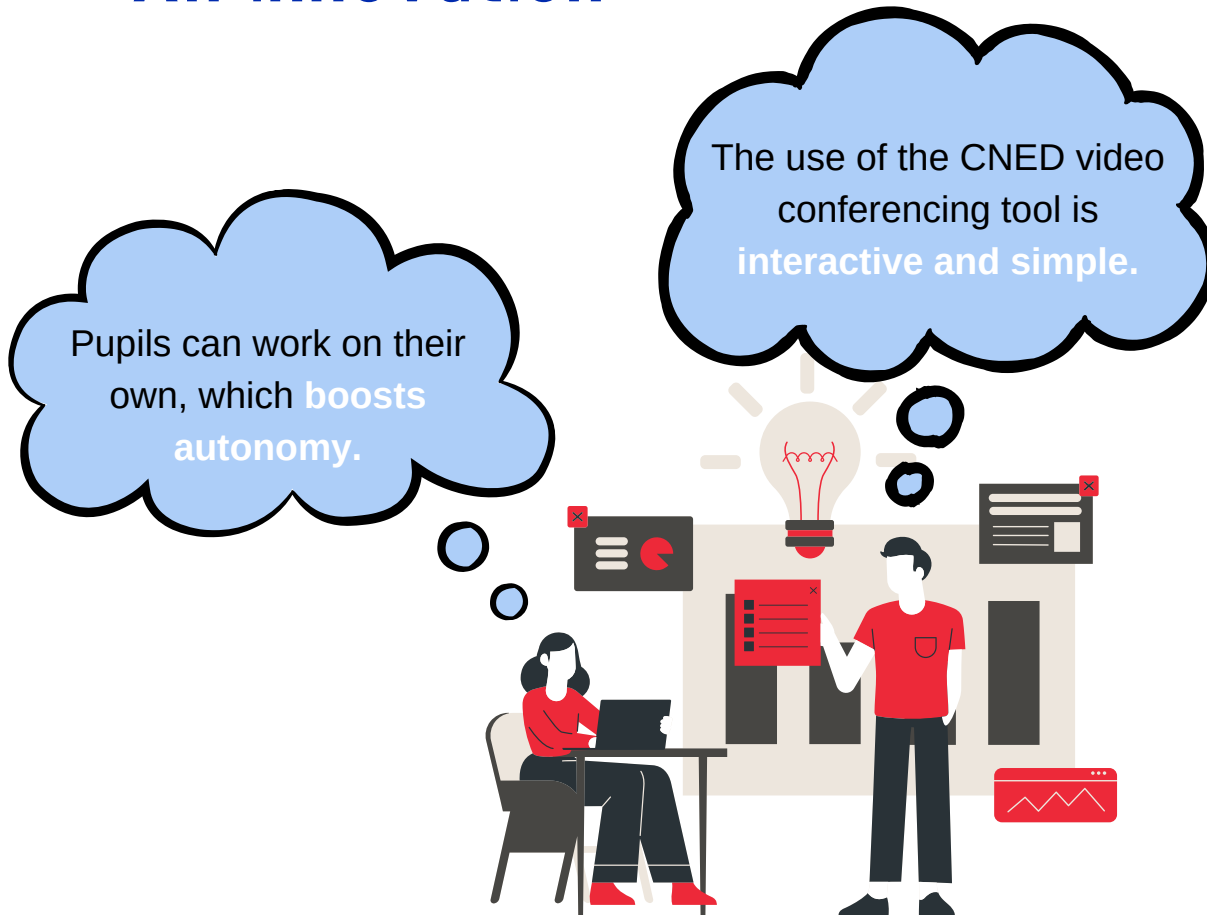 The use of the CNED video
conferencing tool is
interactive and simple.
Pupils can work on their
own, which boosts
autonomy.